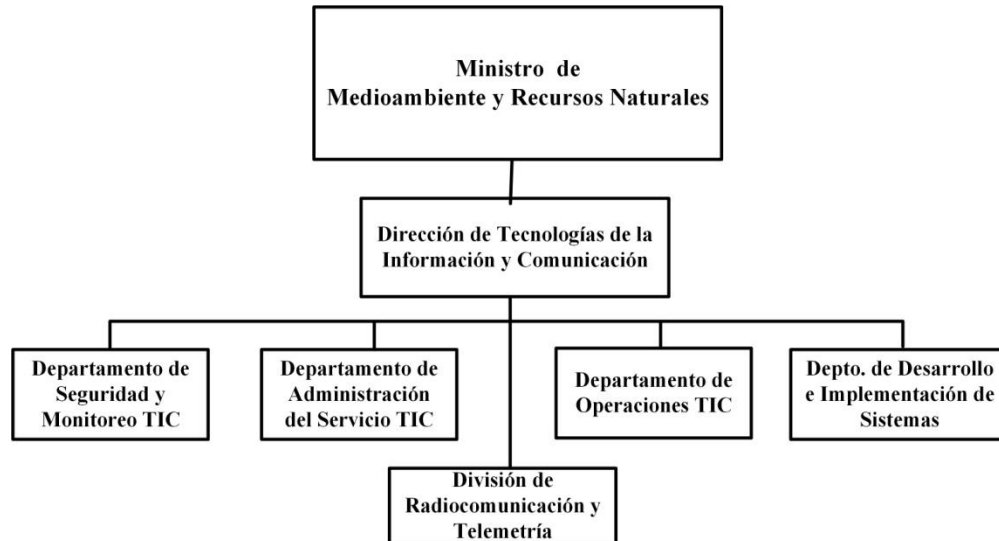 Ministro de
Medioambiente y Recursos Naturales
Dirección de Tecnologías de la
Información y Comunicación
Departamento de
Seguridad y
Monitoreo TIC
Departamento de
Administración
del Servicio TIC
Departamento de
Operaciones TIC
Depto. de Desarrollo
e Implementación de
Sistemas
División de
Radiocomunicación y
Telemetría